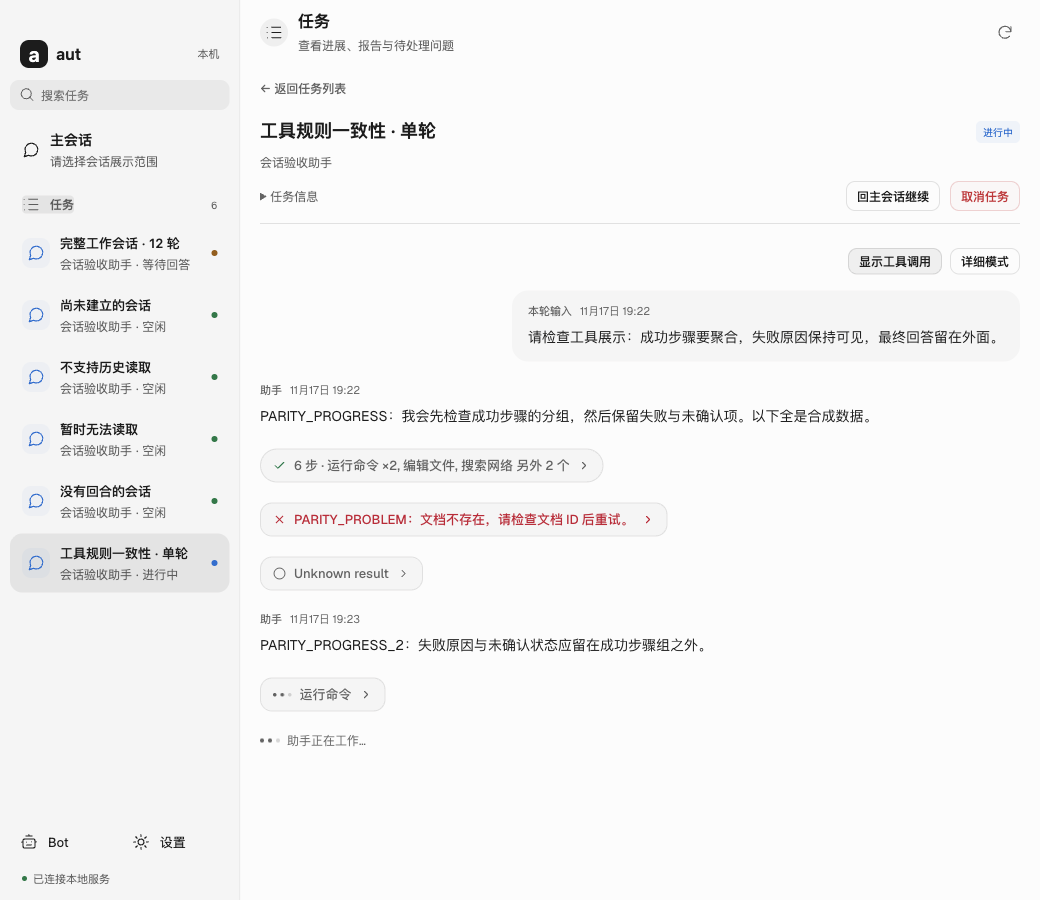 a aut 本机
搜索任务
主会话
请选择会话展示范围
任务 6
完整工作会话 · 12 轮
会话验收助手 · 等待回答
尚未建立的会话
会话验收助手 · 空闲
不支持历史读取
会话验收助手 · 空闲
暂时无法读取
会话验收助手 · 空闲
没有回合的会话
会话验收助手 · 空闲
工具规则一致性 · 单轮
会话验收助手 · 进行中
Bot 设置
已连接本地服务
任务
查看进展、报告与待处理问题
← 返回任务列表
工具规则一致性 · 单轮 进行中
会话验收助手
▶ 任务信息 回主会话继续 取消任务
显示工具调用 详细模式
本轮输入 11月17日 19:22
请检查工具展示：成功步骤要聚合，失败原因保持可见，最终回答留在外面。
助手 11月17日 19:22
PARITY_PROGRESS：我会先检查成功步骤的分组，然后保留失败与未确认项。以下全是合成数据。
6 步 · 运行命令 ×2, 编辑文件, 搜索网络 另外 2 个
PARITY_PROBLEM：文档不存在，请检查文档 ID 后重试。
Unknown result
助手 11月17日 19:23
PARITY_PROGRESS_2：失败原因与未确认状态应留在成功步骤组之外。
运行命令
助手正在工作…